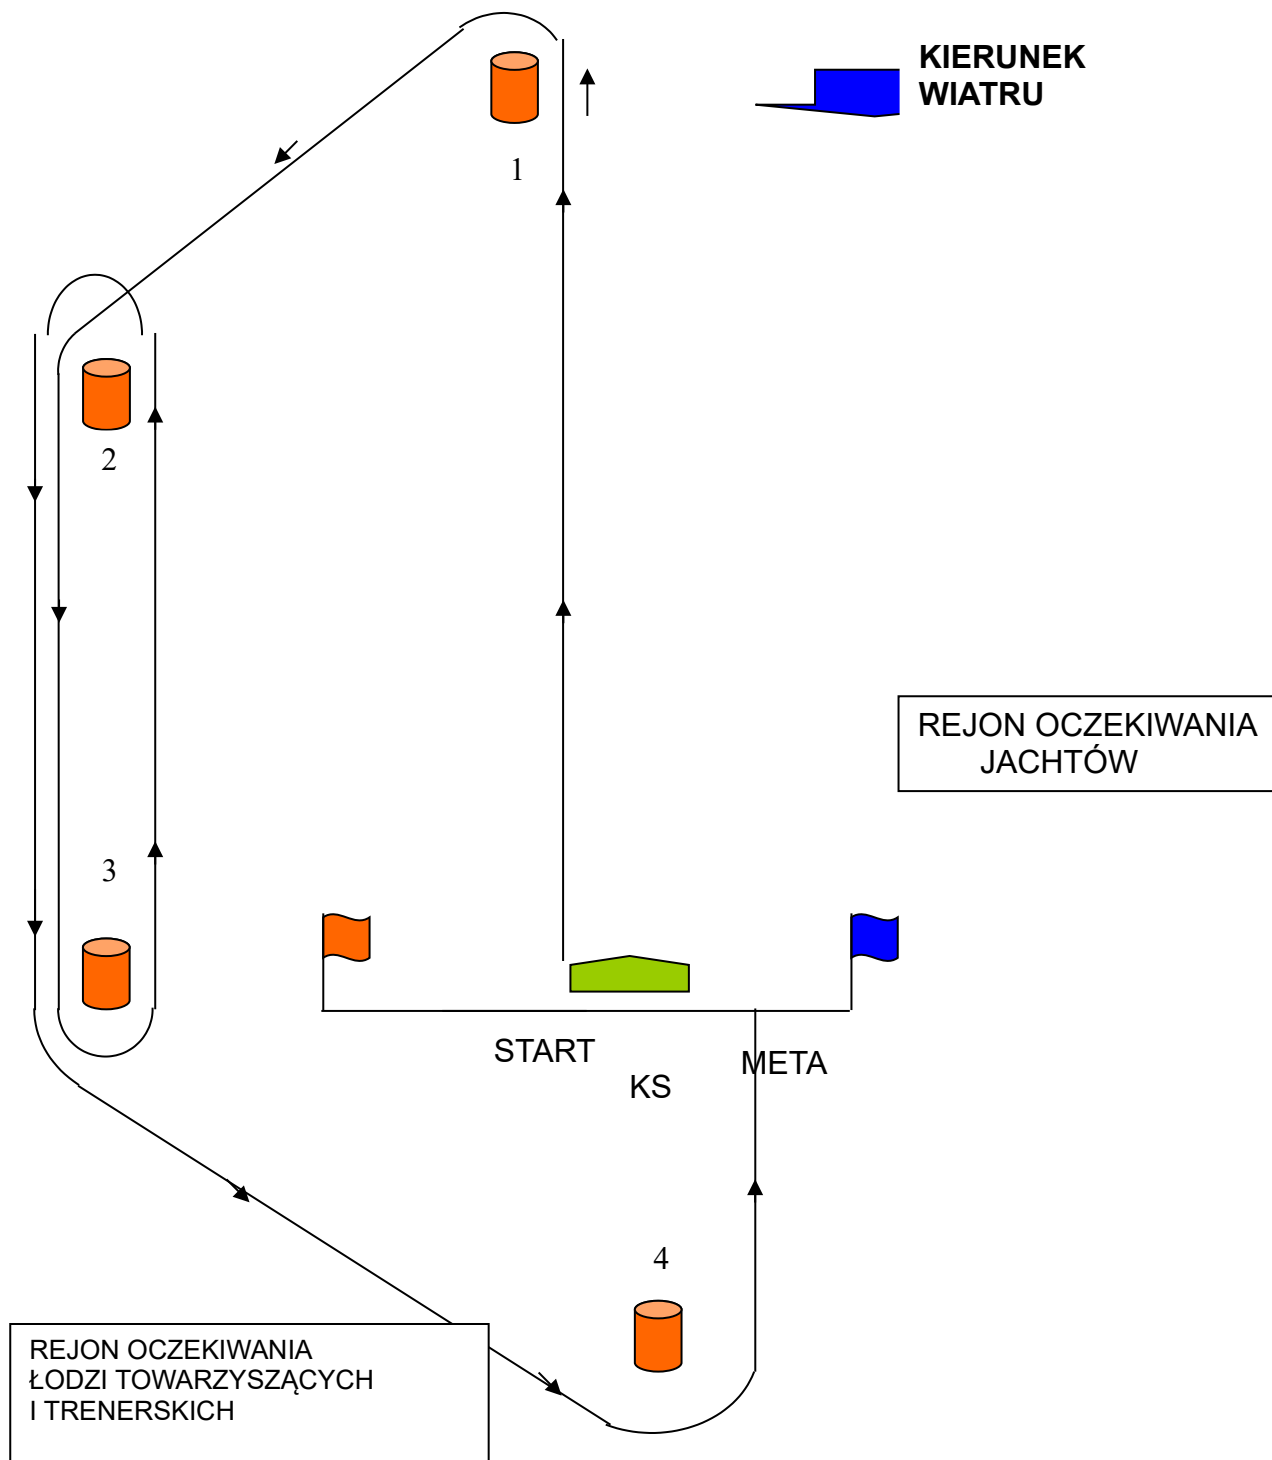 KIERUNEK
WIATRU
1
2
REJON OCZEKIWANIA
JACHTÓW
3
START
META
KS
4
REJON OCZEKIWANIA
ŁODZI TOWARZYSZĄCYCH
I TRENERSKICH